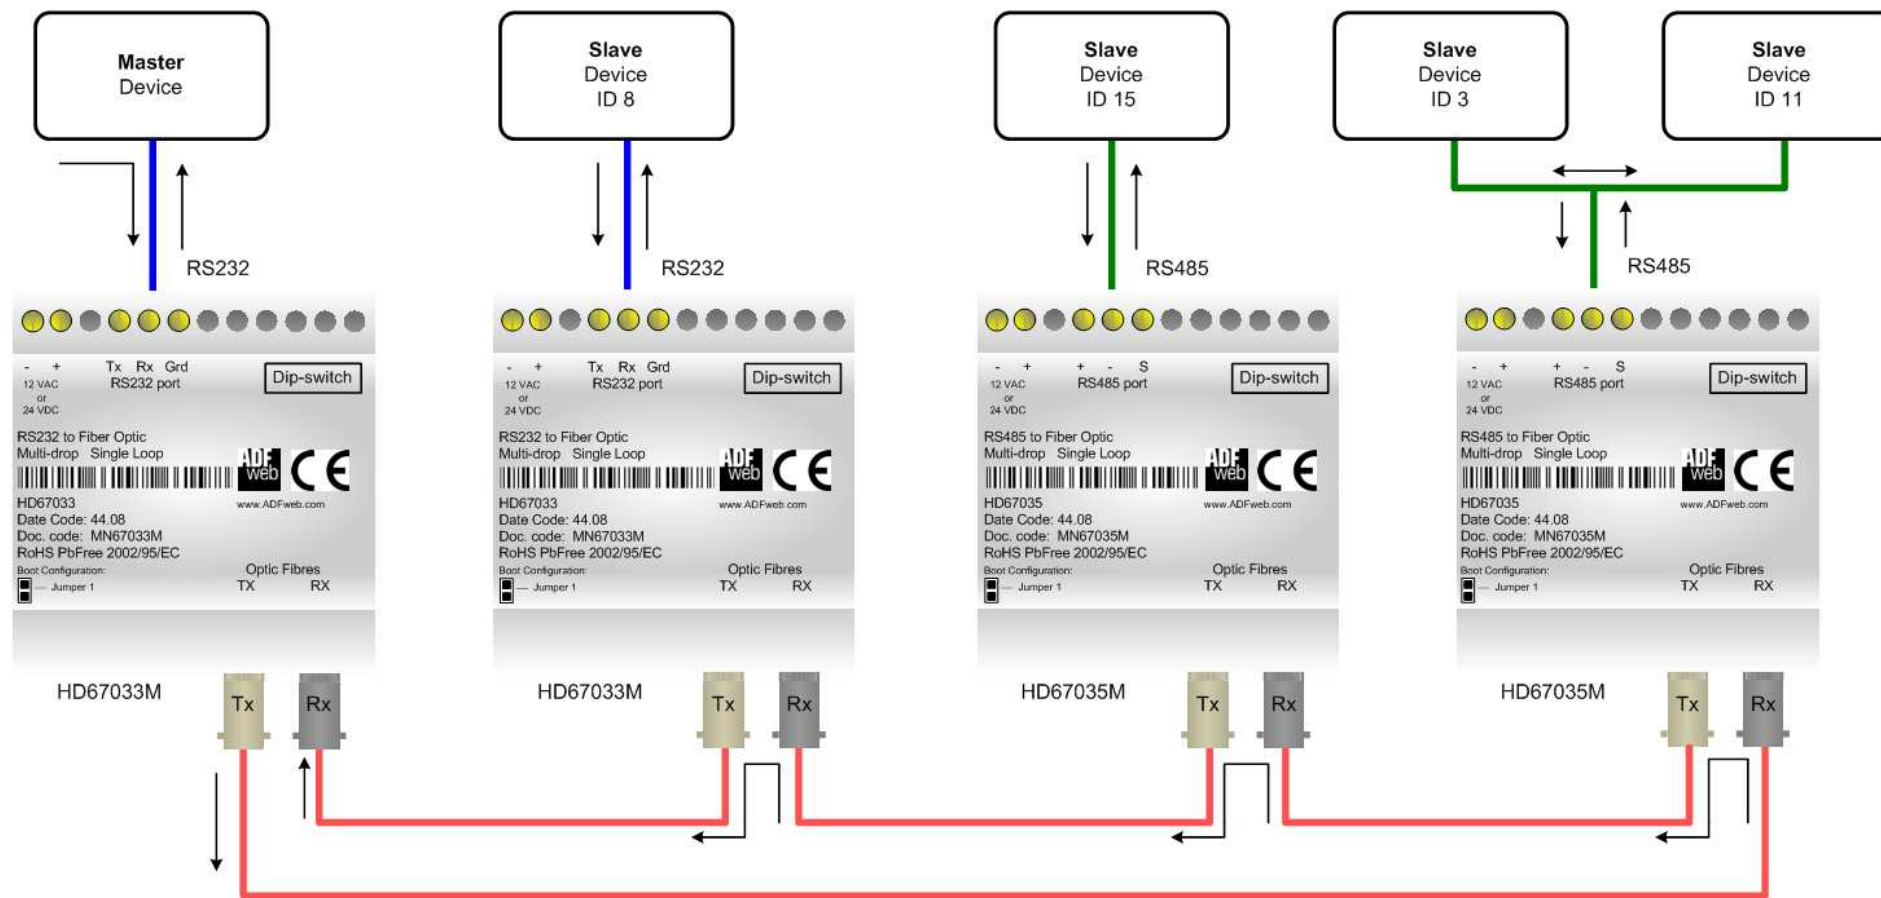 Master
Device
Slave
Device
ID 8
Slave
Device
ID 15
Slave
Device
ID 3
Slave
Device
ID 11
RS232
RS232
RS485
RS485
- + Tx Rx Grd
12 VAC
or
24 VDC
RS232 port
Dip-switch
RS232 to Fiber Optic
Multi-drop Single Loop
ADF
web
CE
HD67033
www.ADFweb.com
Date Code: 44.08
Doc. code: MN67033M
RoHS PbFree 2002/95/EC
Boot Configuration:
Jumper 1
Optic Fibres
TX RX
- + Tx Rx Grd
12 VAC
or
24 VDC
RS232 port
Dip-switch
RS232 to Fiber Optic
Multi-drop Single Loop
ADF
web
CE
HD67033
www.ADFweb.com
Date Code: 44.08
Doc. code: MN67033M
RoHS PbFree 2002/95/EC
Boot Configuration:
Jumper 1
Optic Fibres
TX RX
- + + - S
12 VAC
or
24 VDC
RS485 port
Dip-switch
RS485 to Fiber Optic
Multi-drop Single Loop
ADF
web
CE
HD67035
www.ADFweb.com
Date Code: 44.08
Doc. code: MN67035M
RoHS PbFree 2002/95/EC
Boot Configuration:
Jumper 1
Optic Fibres
TX RX
- + + - S
12 VAC
or
24 VDC
RS485 port
Dip-switch
RS485 to Fiber Optic
Multi-drop Single Loop
ADF
web
CE
HD67035
www.ADFweb.com
Date Code: 44.08
Doc. code: MN67035M
RoHS PbFree 2002/95/EC
Boot Configuration:
Jumper 1
Optic Fibres
TX RX
HD67033M
Tx Rx
HD67033M
Tx Rx
HD67035M
Tx Rx
HD67035M
Tx Rx